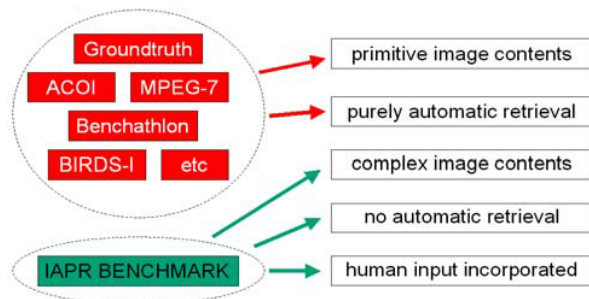 Groundtruth
ACOI
MPEG-7
Benchathlon
BIRDS-I
etc
IAPR BENCHMARK
primitive image contents
purely automatic retrieval
complex image contents
no automatic retrieval
human input incorporated